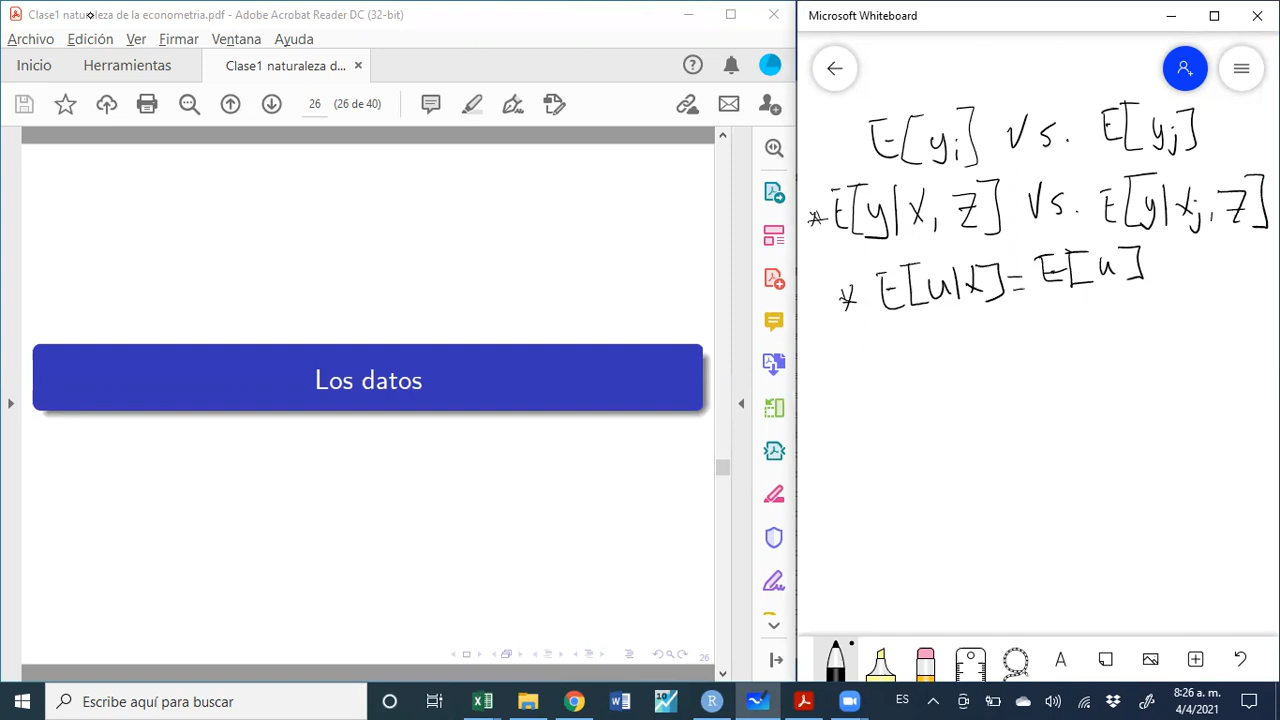 Clase1 naturaleza de la econometria.pdf - Adobe Acrobat Reader DC (32-bit)
Archivo Edición Ver Firmar Ventana Ayuda
Inicio Herramientas Clase1 naturaleza d...
26 (26 de 40)
Los datos
26
Microsoft Whiteboard
E[yi] Vs. E[yj]
* E[y|X, Z] Vs. E[y|Xj, Z]
* E[u|x] = E[u]
A
Escribe aquí para buscar
10
W
R
ES
8:26 a. m.
4/4/2021